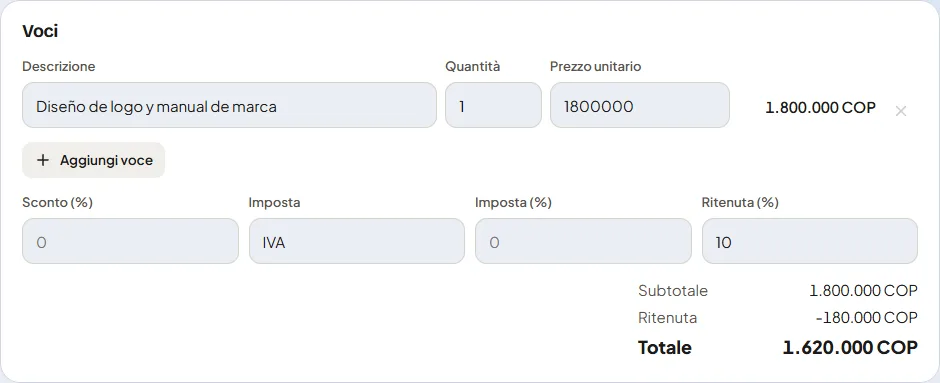 Voci
Descrizione Quantità Prezzo unitario
Diseño de logo y manual de marca 1 1800000 1.800.000 COP ×
+ Aggiungi voce
Sconto (%) Imposta Imposta (%) Ritenuta (%)
0 IVA 0 10
Subtotale 1.800.000 COP
Ritenuta -180.000 COP
Totale 1.620.000 COP